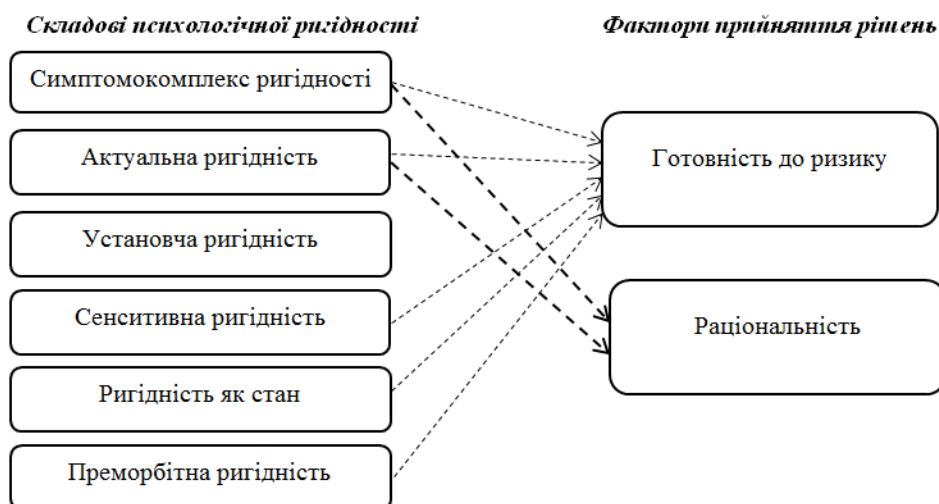 Складові психологічної ригідності
Фактори прийняття рішень
Симптомокомплекс ригідності
Актуальна ригідність
Готовність до ризику
Установча ригідність
Сенситивна ригідність
Раціональність
Ригідність як стан
Преморбітна ригідність